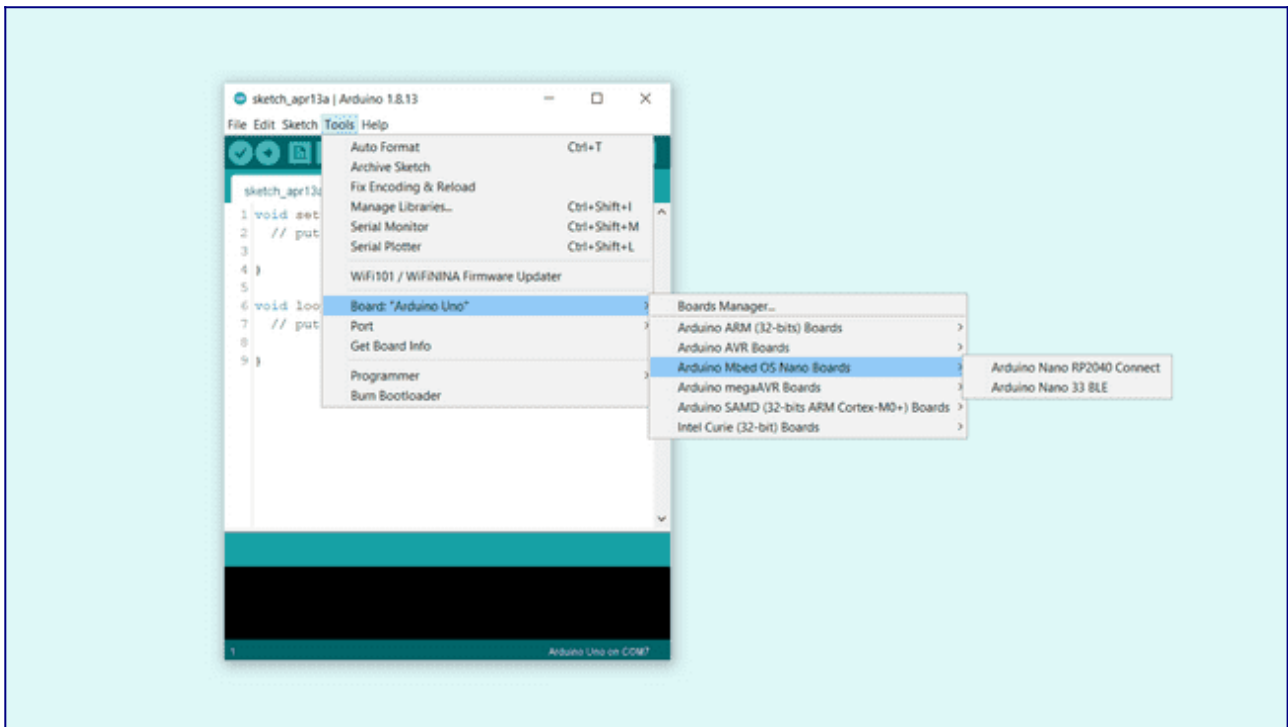 sketch_apr13a | Arduino 1.8.13
File Edit Sketch Tools Help
Auto Format Ctrl+T
Archive Sketch
Fix Encoding & Reload
Manage Libraries... Ctrl+Shift+I
Serial Monitor Ctrl+Shift+M
Serial Plotter Ctrl+Shift+L
WiFi101 / WiFiNINA Firmware Updater
Board: "Arduino Uno"
Port
Get Board Info
Programmer
Burn Bootloader
Boards Manager...
Arduino ARM (32-bits) Boards
Arduino AVR Boards
Arduino Mbed OS Nano Boards
Arduino megaAVR Boards
Arduino SAMD (32-bits ARM Cortex-M0+) Boards
Intel Curie (32-bit) Boards
Arduino Nano RP2040 Connect
Arduino Nano 33 BLE
sketch_apr13a
1 void set
2 // put
3
4 }
5
6 void loo
7 // put
8
9 }
1 Arduino Uno on COM7